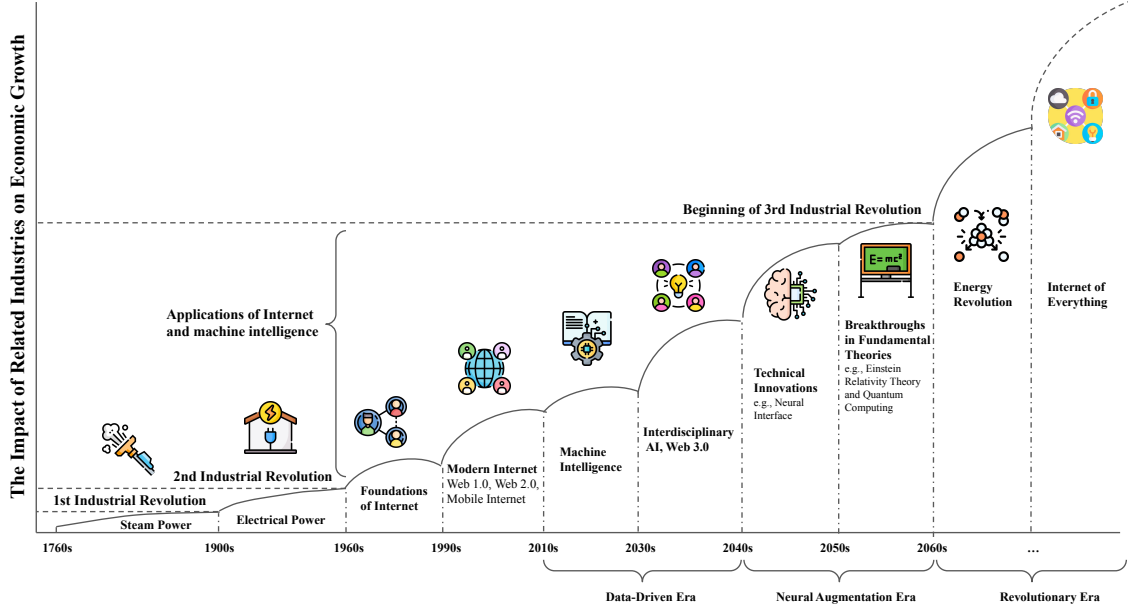 The Impact of Related Industries on Economic Growth
Beginning of 3rd Industrial Revolution
Applications of Internet
and machine intelligence
2nd Industrial Revolution
1st Industrial Revolution
Steam Power
Electrical Power
Foundations
of Internet
Modern Internet
Web 1.0, Web 2.0,
Mobile Internet
Machine
Intelligence
Interdisciplinary
AI, Web 3.0
Technical
Innovations
e.g., Neural
Interface
E=mc²
Breakthroughs
in Fundamental
Theories
e.g., Einstein
Relativity Theory
and Quantum
Computing
Energy
Revolution
Internet of
Everything
1760s
1900s
1960s
1990s
2010s
2030s
2040s
2050s
2060s
...
Data-Driven Era
Neural Augmentation Era
Revolutionary Era